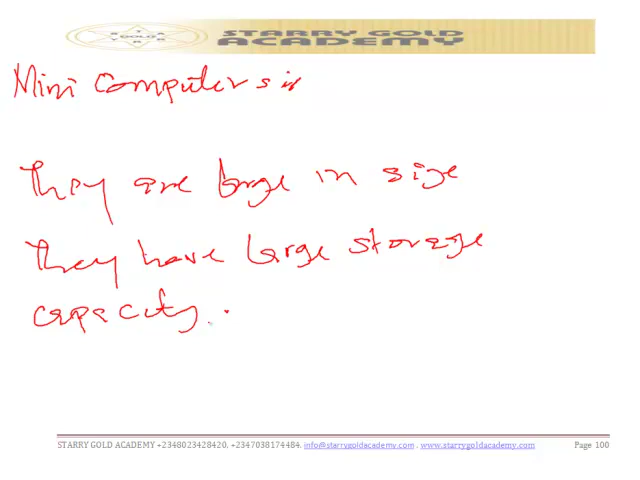 STARRY GOLD
ACADEMY
Mini Computers is
They are large in size
They have large storage
capacity.
STARRY GOLD ACADEMY +2348023428420. +2347038174484. info@starrygoldacademy.com . www.starrygoldacademy.com Page 100